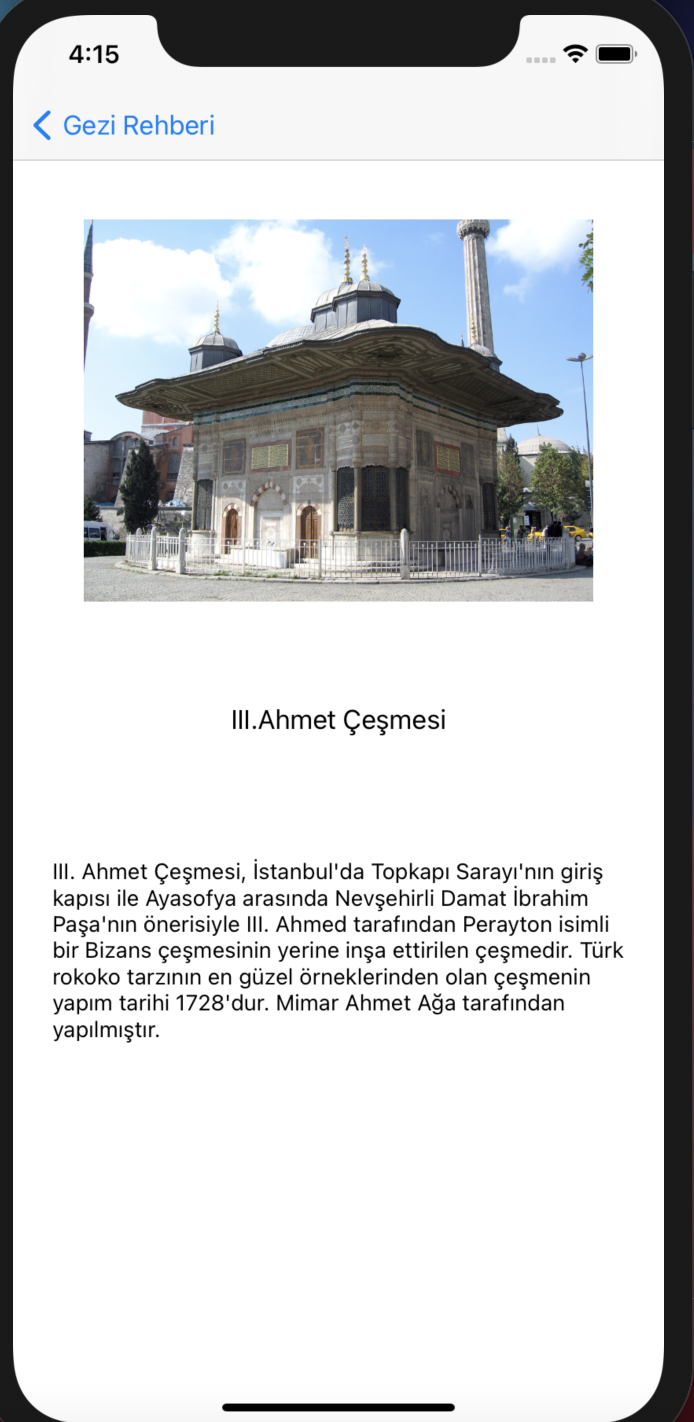 4:15
Gezi Rehberi
III.Ahmet Çeşmesi
III. Ahmet Çeşmesi, İstanbul'da Topkapı Sarayı'nın giriş
kapısı ile Ayasofya arasında Nevşehirli Damat İbrahim
Paşa'nın önerisiyle III. Ahmed tarafından Perayton isimli
bir Bizans çeşmesinin yerine inşa ettirilen çeşmedir. Türk
rokoko tarzının en güzel örneklerinden olan çeşmenin
yapım tarihi 1728'dur. Mimar Ahmet Ağa tarafından
yapılmıştır.